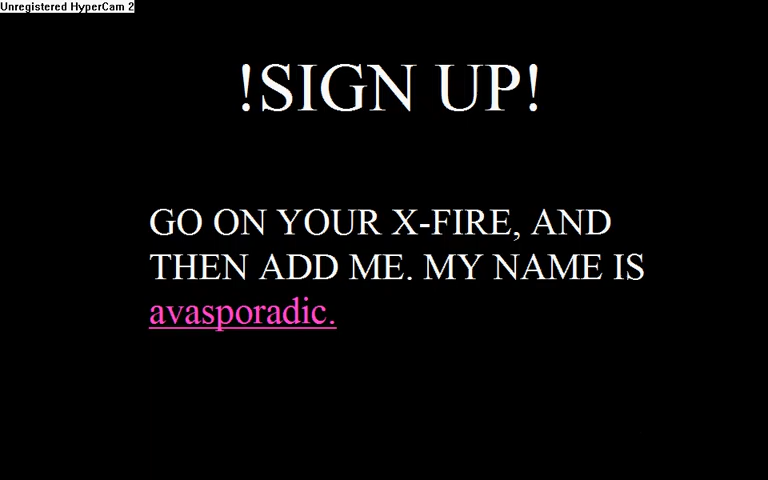 Unregistered HyperCam 2
!SIGN UP!
GO ON YOUR X-FIRE, AND
THEN ADD ME. MY NAME IS
avasporadic.